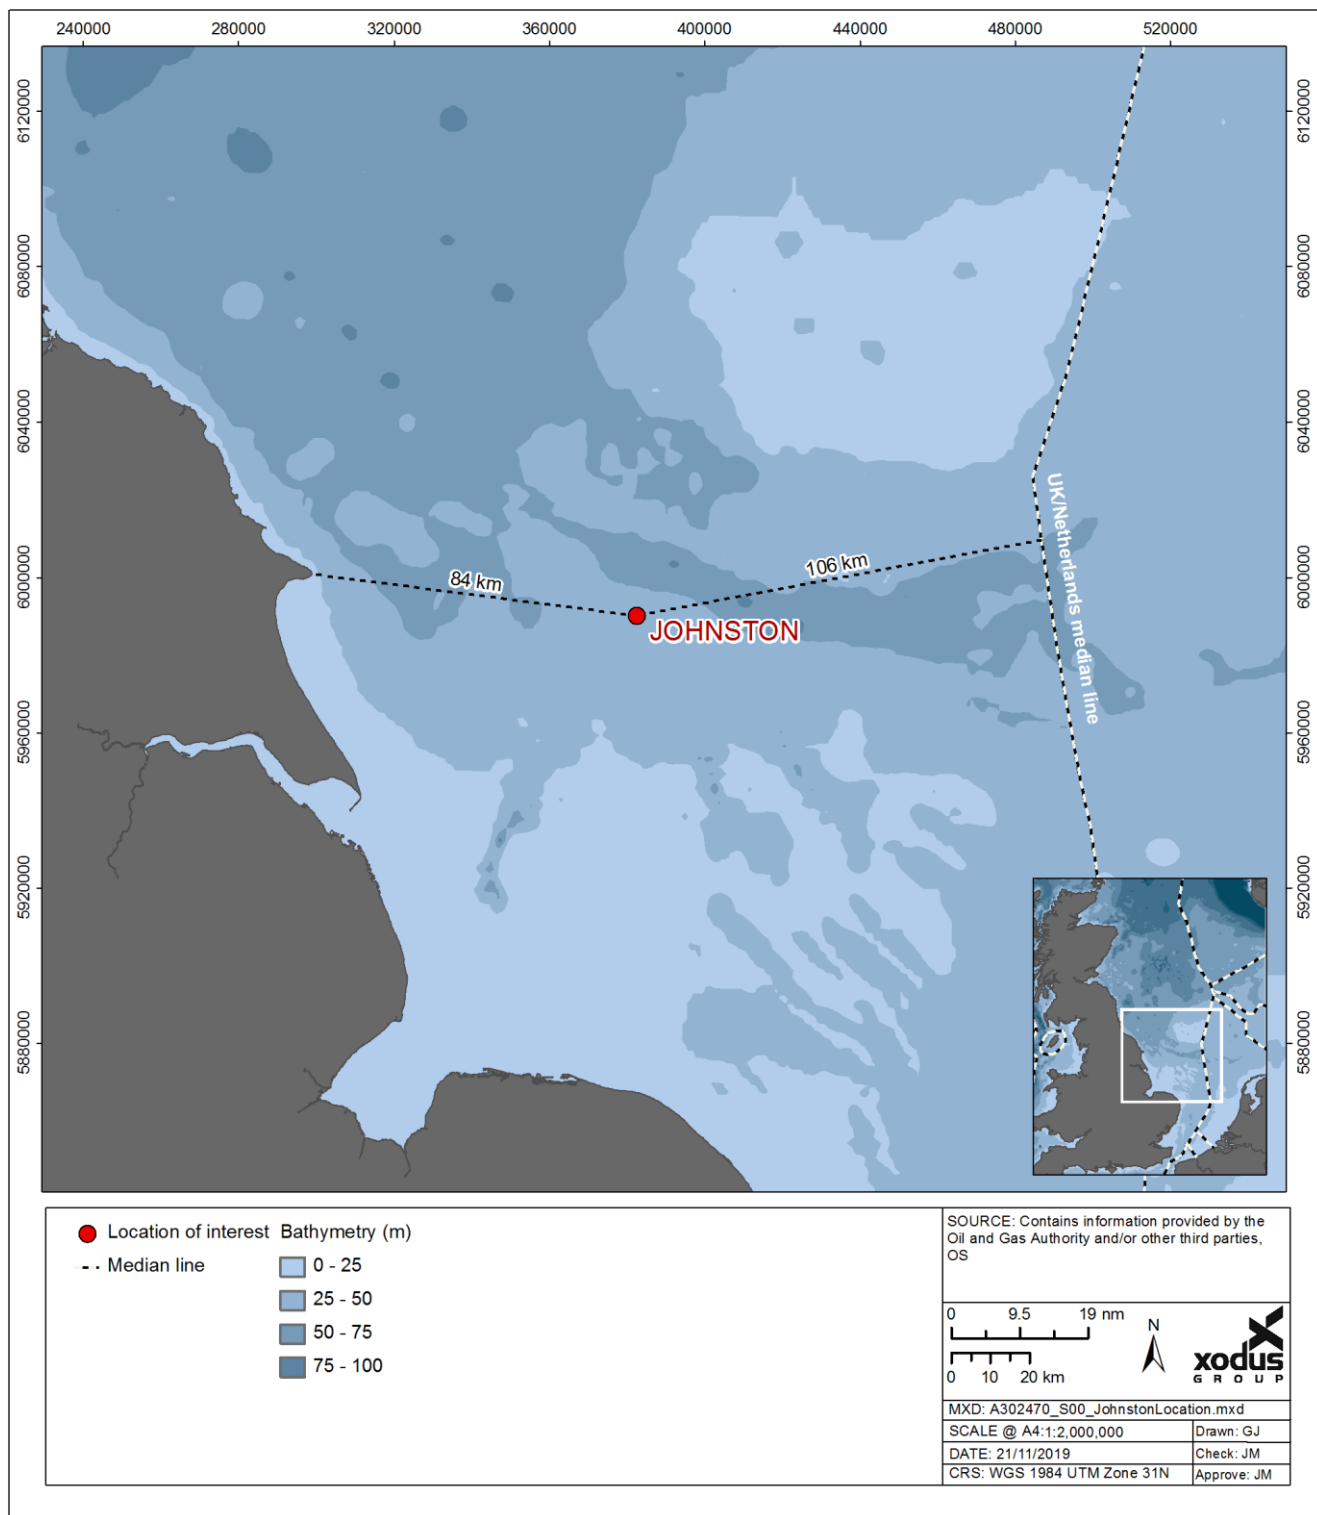 240000 280000 320000 360000 400000 440000 480000 520000
6120000 6120000
6080000 6080000
6040000 6040000
6000000 6000000
5960000 5960000
5920000 5920000
5880000 5880000
84 km
106 km
JOHNSTON
UK/Netherlands median line
Location of interest
Median line
Bathymetry (m)
0 - 25
25 - 50
50 - 75
75 - 100
SOURCE: Contains information provided by the
Oil and Gas Authority and/or other third parties,
OS
0 9.5 19 nm
0 10 20 km
N
xodus
GROUP
MXD: A302470_S00_JohnstonLocation.mxd
SCALE @ A4:1:2,000,000
Drawn: GJ
DATE: 21/11/2019
Check: JM
CRS: WGS 1984 UTM Zone 31N
Approve: JM